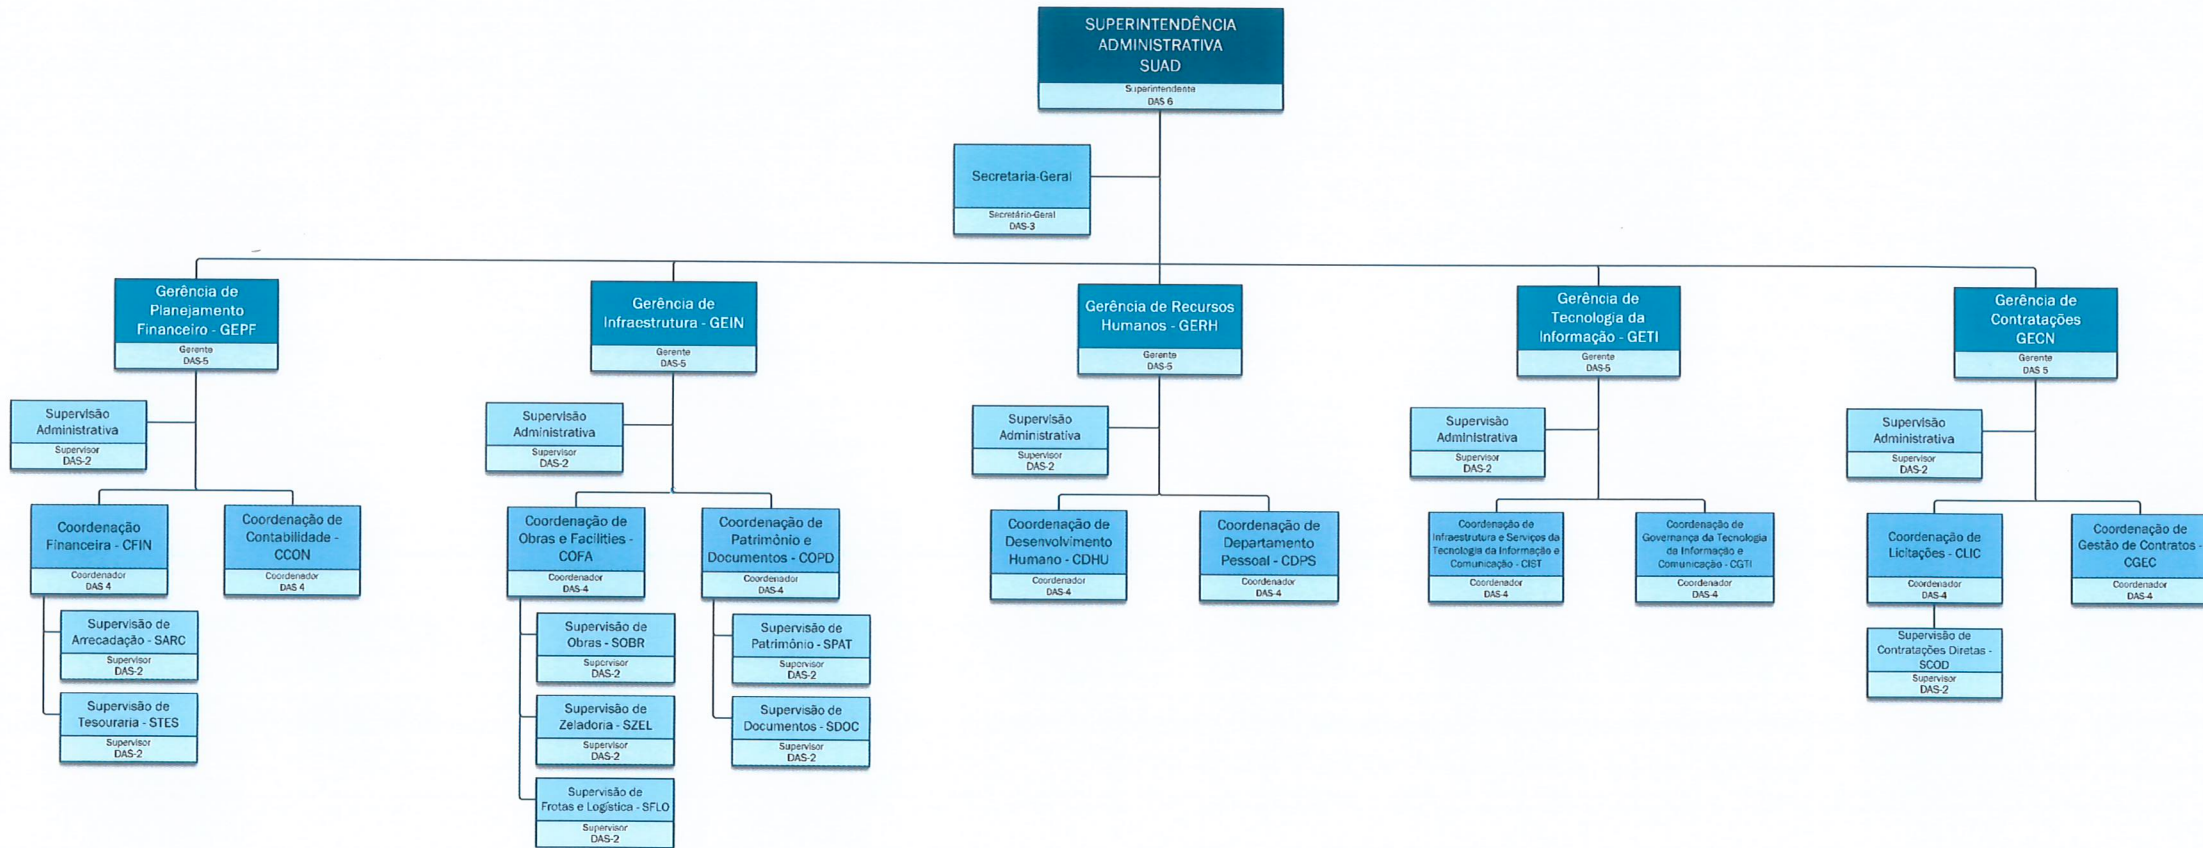 SUPERINTENDÊNCIA
ADMINISTRATIVA
SUAD
Superintendente
DAS 6
Secretaria-Geral
Secretário-Geral
DAS-3
Gerência de
Planejamento
Financeiro - GEPF
Gerente
DAS-5
Gerência de
Infraestrutura - GEIN
Gerente
DAS-5
Gerência de Recursos
Humanos - GERH
Gerente
DAS-5
Gerência de
Tecnologia da
Informação - GETI
Gerente
DAS-5
Gerência de
Contratações
GECN
Gerente
DAS 5
Supervisão
Administrativa
Supervisor
DAS-2
Supervisão
Administrativa
Supervisor
DAS-2
Supervisão
Administrativa
Supervisor
DAS-2
Supervisão
Administrativa
Supervisor
DAS-2
Supervisão
Administrativa
Supervisor
DAS-2
Coordenação
Financeira - CFIN
Coordenador
DAS 4
Coordenação de
Contabilidade -
CCON
Coordenador
DAS 4
Coordenação de
Obras e Facilities -
COFA
Coordenador
DAS-4
Coordenação de
Patrimônio e
Documentos - COPD
Coordenador
DAS-4
Coordenação de
Desenvolvimento
Humano - CDHU
Coordenador
DAS-4
Coordenação de
Departamento
Pessoal - CDPS
Coordenador
DAS-4
Coordenação de
Infraestrutura e Serviços da
Tecnologia da Informação e
Comunicação - CIST
Coordenador
DAS-4
Coordenação de
Governança da Tecnologia
da Informação e
Comunicação - CGTI
Coordenador
DAS-4
Coordenação de
Licitações - CLIC
Coordenador
DAS-4
Coordenação de
Gestão de Contratos -
CGEC
Coordenador
DAS-4
Supervisão de
Arrecadação - SARC
Supervisor
DAS-2
Supervisão de
Tesouraria - STES
Supervisor
DAS-2
Supervisão de
Obras - SOBR
Supervisor
DAS-2
Supervisão de
Zeladoria - SZEL
Supervisor
DAS-2
Supervisão de
Frotas e Logística - SFLO
Supervisor
DAS-2
Supervisão de
Patrimônio - SPAT
Supervisor
DAS-2
Supervisão de
Documentos - SDOC
Supervisor
DAS-2
Supervisão de
Contratações Diretas -
SCOD
Supervisor
DAS-2